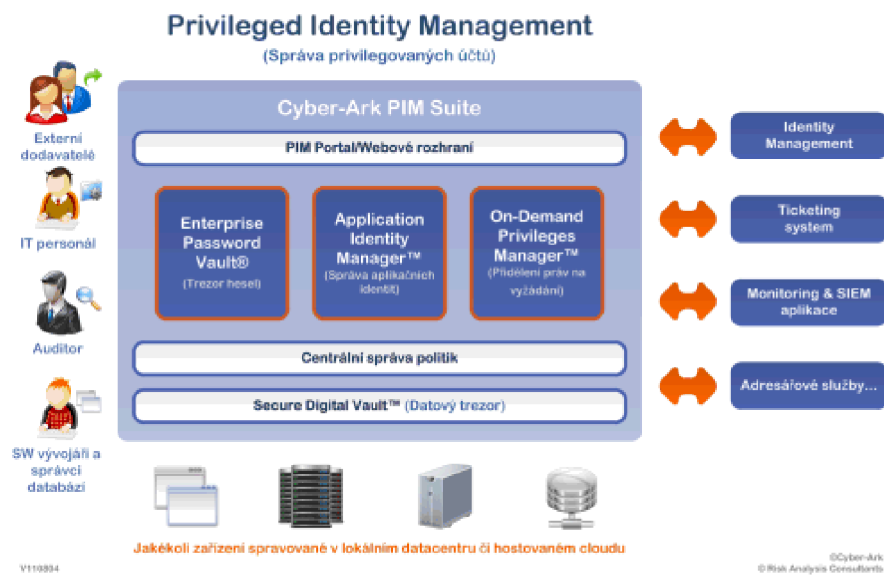 Privileged Identity Management
(Správa privilegovaných účtů)
Cyber-Ark PIM Suite
PIM Portal/Webové rozhraní
Externí
dodavatelé
IT personál
Auditor
SW vývojáři a
správci
databází
Enterprise
Password
Vault®
(Trezor hesel)
Application
Identity
Manager™
(Správa aplikačních
identit)
On-Demand
Privileges
Manager™
(Přidělení práv na
vyžádání)
Centrální správa politik
Secure Digital Vault™ (Datový trezor)
Identity
Management
Ticketing
system
Monitoring & SIEM
aplikace
Adresářové služby...
Jakékoli zařízení spravované v lokálním datacentru či hostovaném cloudu
V110804
©Cyber-Ark
© Risk Analysis Consultants